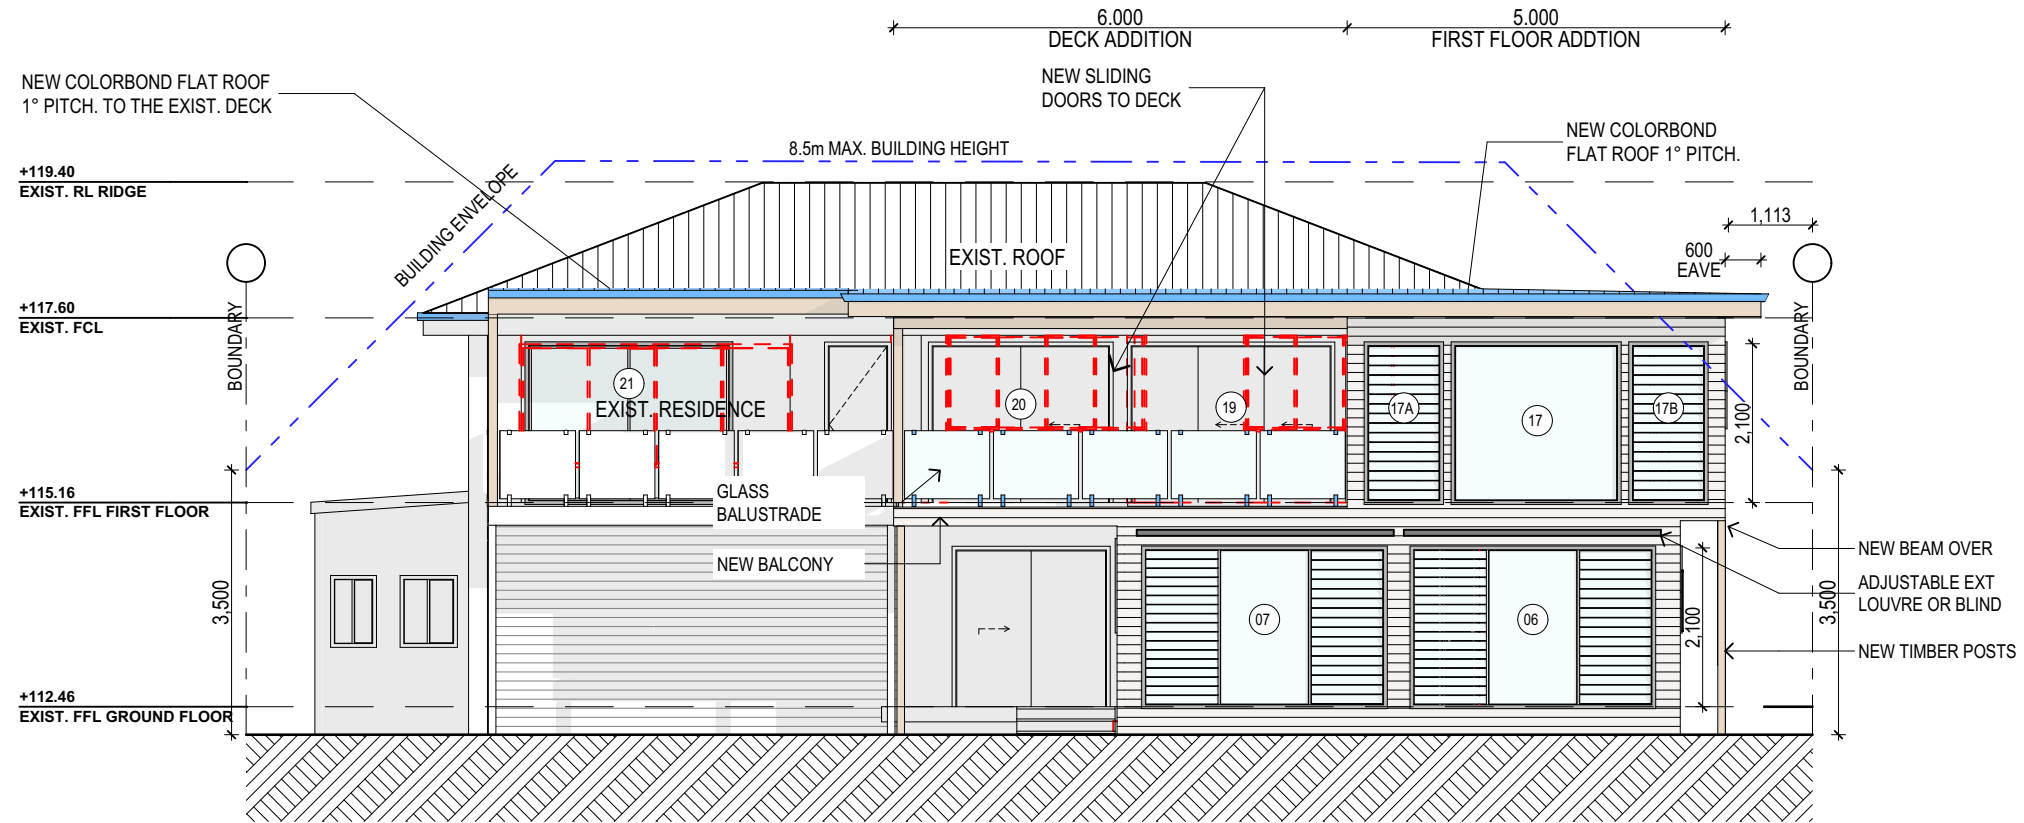 6.000
DECK ADDITION
5.000
FIRST FLOOR ADDTION
NEW COLORBOND FLAT ROOF
1° PITCH. TO THE EXIST. DECK
NEW SLIDING
DOORS TO DECK
8.5m MAX. BUILDING HEIGHT
NEW COLORBOND
FLAT ROOF 1° PITCH.
+119.40
EXIST. RL RIDGE
BUILDING ENVELOPE
1,113
600
EAVE
EXIST. ROOF
+117.60
EXIST. FCL
BOUNDARY
BOUNDARY
21
EXIST. RESIDENCE
20
19
17A
17
17B
2,100
GLASS
BALUSTRADE
+115.16
EXIST. FFL FIRST FLOOR
NEW BALCONY
NEW BEAM OVER
ADJUSTABLE EXT
LOUVRE OR BLIND
3,500
07
06
2,100
3,500
NEW TIMBER POSTS
+112.46
EXIST. FFL GROUND FLOOR